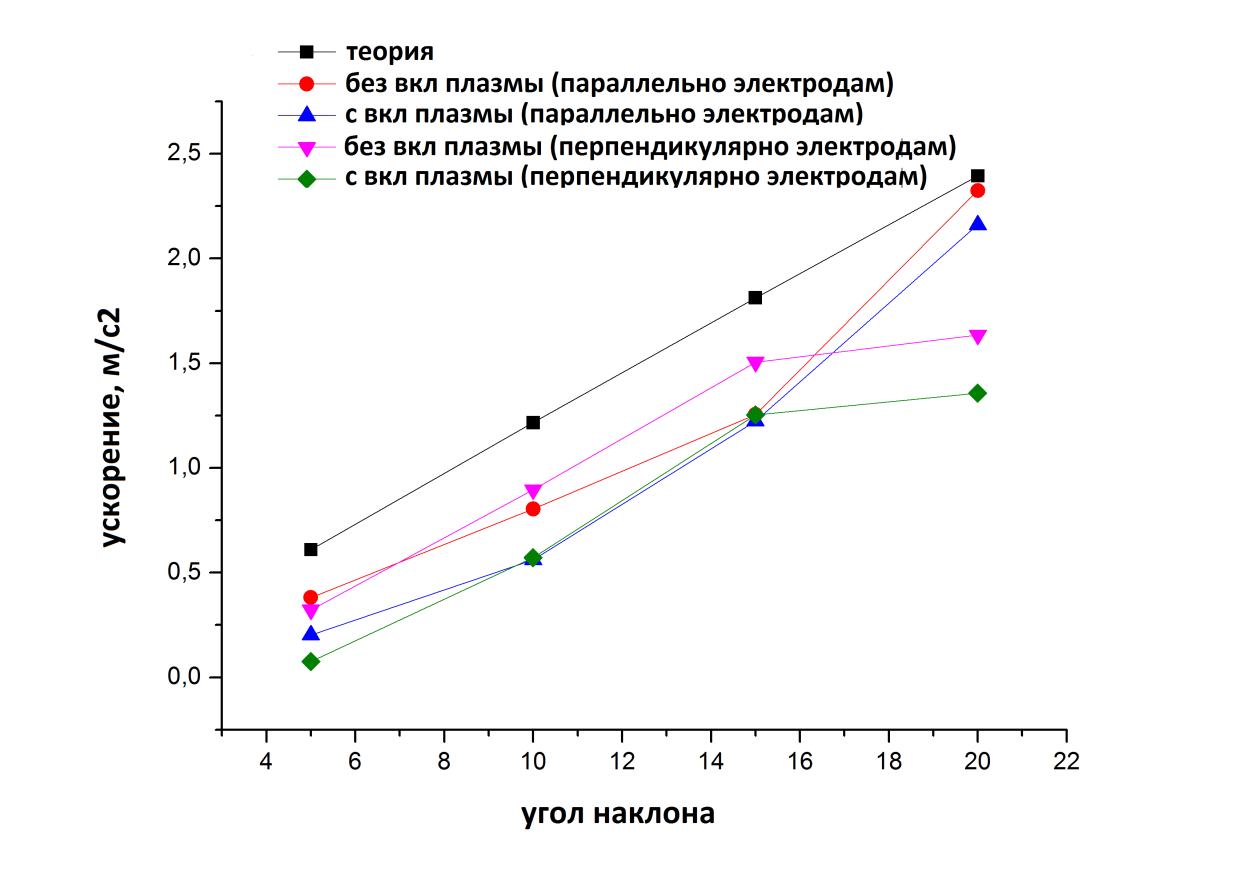 теория
без вкл плазмы (параллельно электродам)
с вкл плазмы (параллельно электродам)
без вкл плазмы (перпендикулярно электродам)
с вкл плазмы (перпендикулярно электродам)
2,5
2,0
1,5
1,0
0,5
0,0
ускорение, м/с2
4 6 8 10 12 14 16 18 20 22
угол наклона